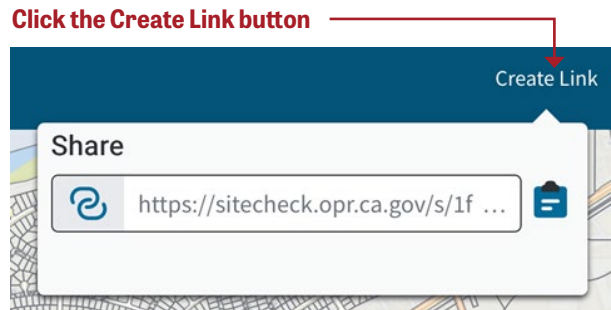 Click the Create Link button
Create Link
Share
https://sitecheck.opr.ca.gov/s/1f ...